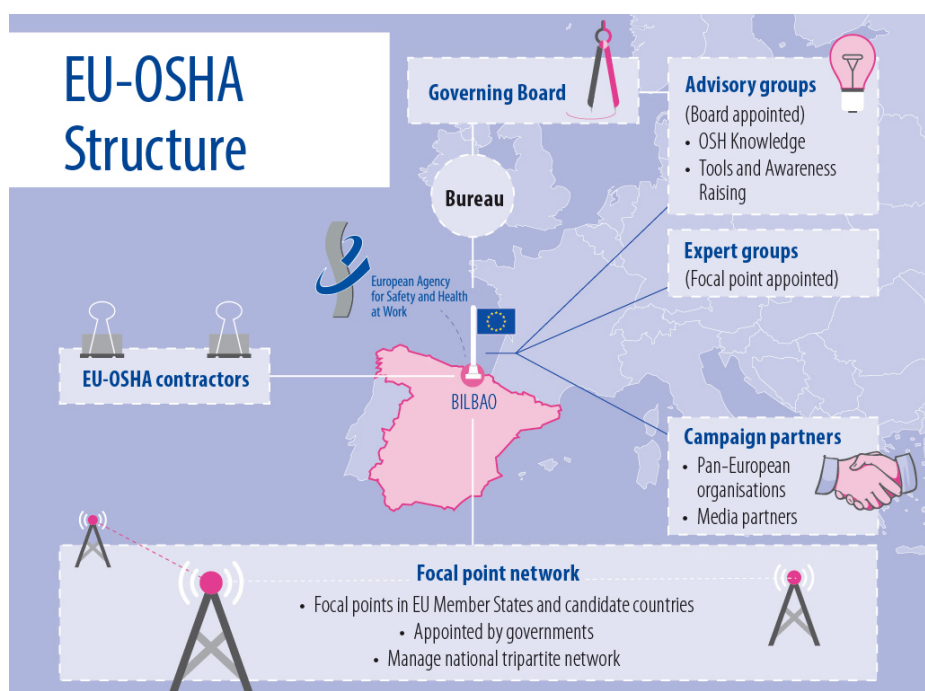 EU-OSHA
Structure
Governing Board
Advisory groups
(Board appointed)
• OSH Knowledge
• Tools and Awareness
Raising
Bureau
Expert groups
(Focal point appointed)
European Agency
for Safety and Health
at Work
EU-OSHA contractors
BILBAO
Campaign partners
• Pan-European
organisations
• Media partners
Focal point network
• Focal points in EU Member States and candidate countries
• Appointed by governments
• Manage national tripartite network